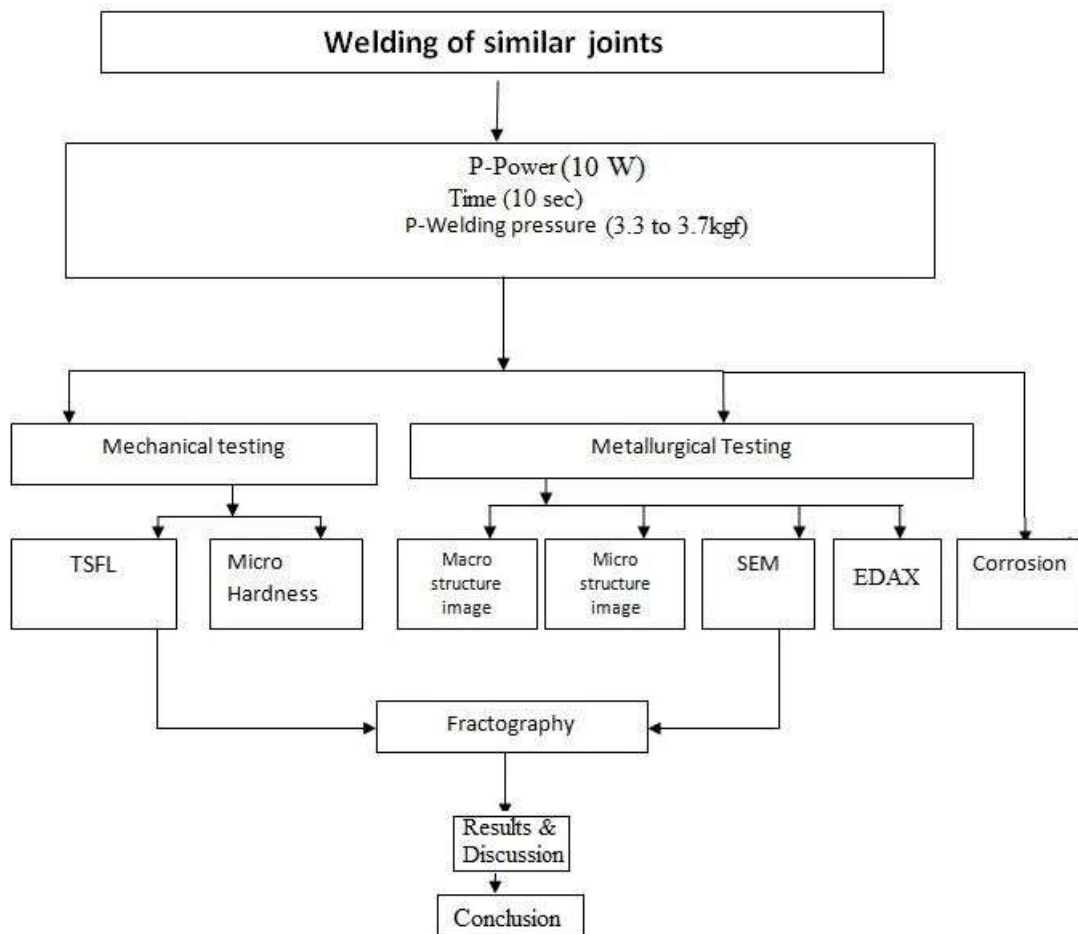 Welding of similar joints
P-Power (10 W)
Time (10 sec)
P-Welding pressure (3.3 to 3.7kgf)
Mechanical testing
Metallurgical Testing
TSFL
Micro
Hardness
Macro
structure
image
Micro
structure
image
SEM
EDAX
Corrosion
Fractography
Results &
Discussion
Conclusion